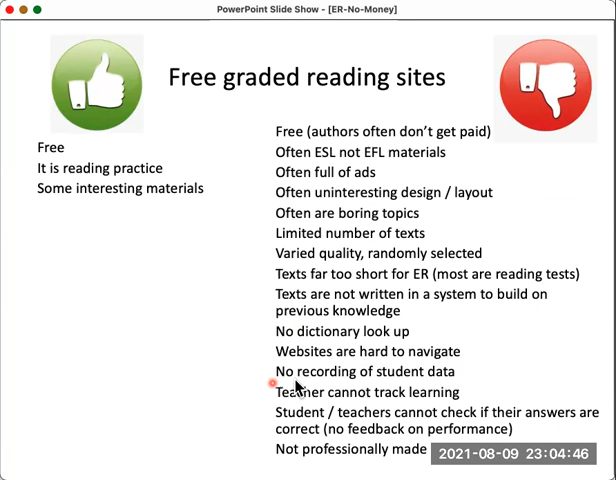 PowerPoint Slide Show - [ER-No-Money]
Free graded reading sites
Free
It is reading practice
Some interesting materials
Free (authors often don't get paid)
Often ESL not EFL materials
Often full of ads
Often uninteresting design / layout
Often are boring topics
Limited number of texts
Varied quality, randomly selected
Texts far too short for ER (most are reading tests)
Texts are not written in a system to build on
previous knowledge
No dictionary look up
Websites are hard to navigate
No recording of student data
Teacher cannot track learning
Student / teachers cannot check if their answers are
correct (no feedback on performance)
Not professionally made
2021-08-09 23:04:46